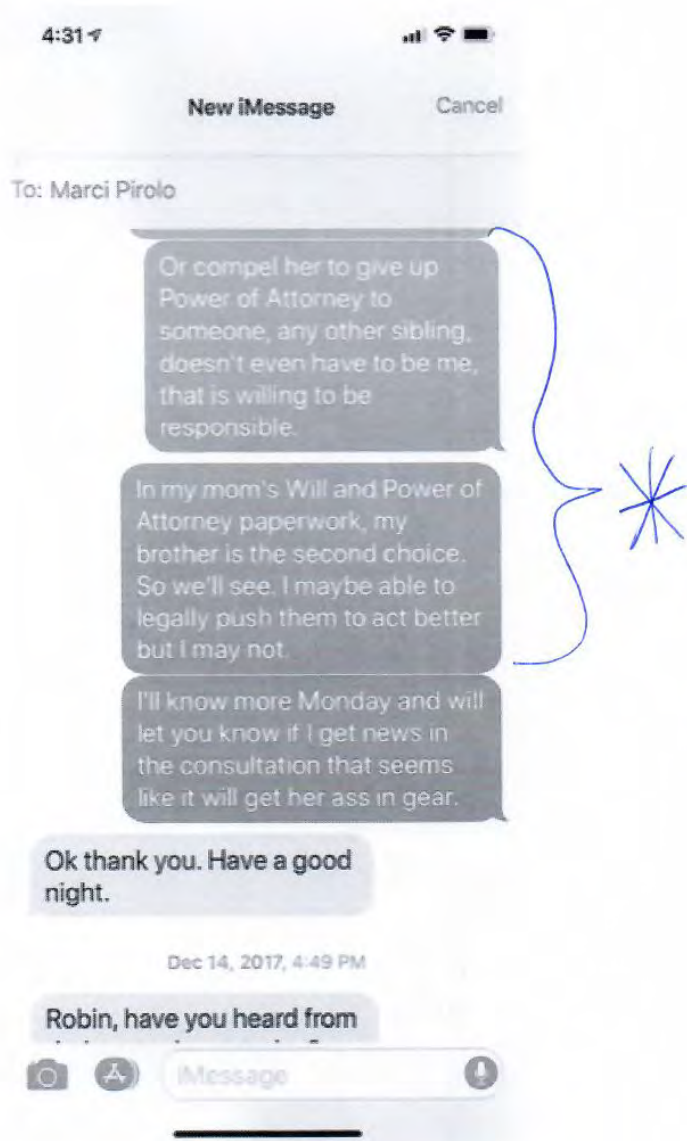 4:31
New iMessage Cancel
To: Marci Pirolo
Or compel her to give up
Power of Attorney to
someone, any other sibling,
doesn't even have to be me,
that is willing to be
responsible.
In my mom's Will and Power of
Attorney paperwork, my
brother is the second choice.
So we'll see. I maybe able to
legally push them to act better
but I may not.
I'll know more Monday and will
let you know if I get news in
the consultation that seems
like it will get her ass in gear.
Ok thank you. Have a good
night.
Dec 14, 2017, 4:49 PM
Robin, have you heard from
iMessage